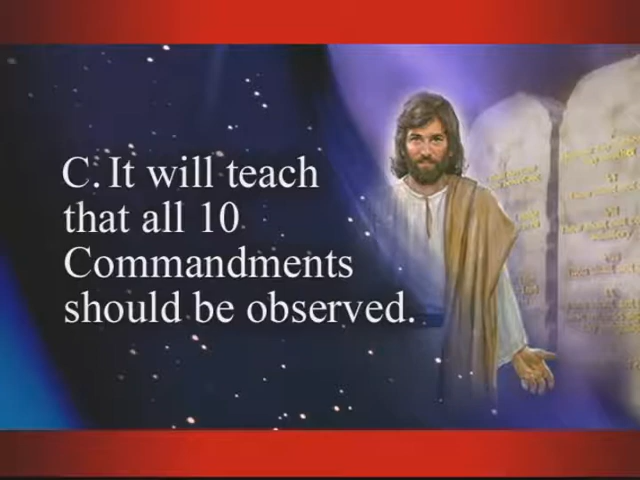 C. It will teach
that all 10
Commandments
should be observed.